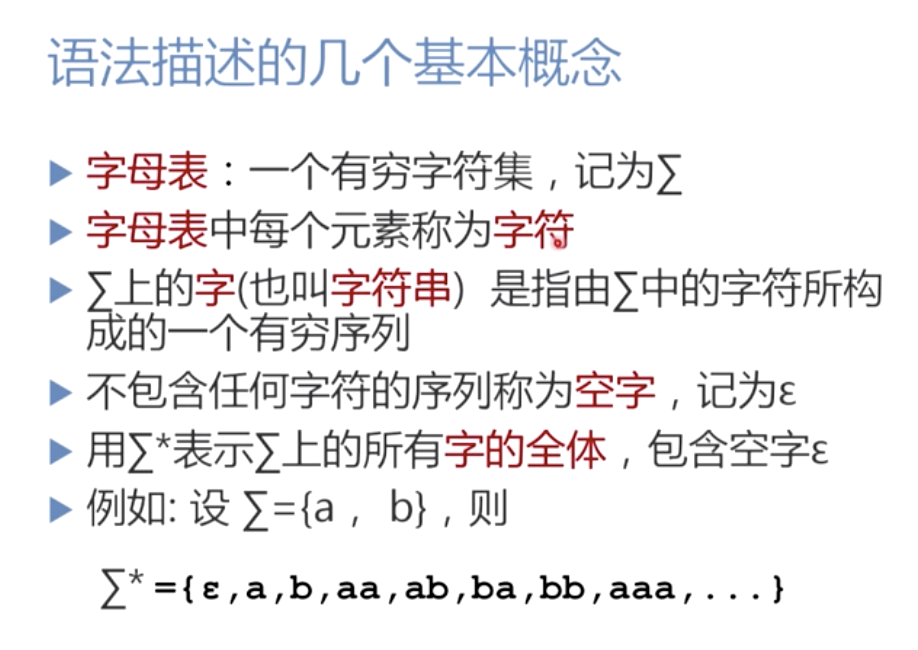 语法描述的几个基本概念
字母表：一个有穷字符集，记为∑
字母表中每个元素称为字符
∑上的字(也叫字符串）是指由∑中的字符所构
成的一个有穷序列
不包含任何字符的序列称为空字，记为ε
用∑*表示∑上的所有字的全体，包含空字ε
例如: 设 ∑={a ， b}，则
∑* ={ε,a,b,aa,ab,ba,bb,aaa,...}